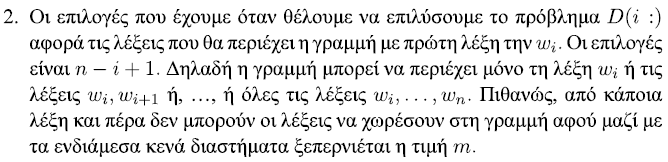 2. Οι επιλογές που έχουμε όταν θέλουμε να επιλύσουμε το πρόβλημα D(i :)
αφορά τις λέξεις που θα περιέχει η γραμμή με πρώτη λέξη την w_i. Οι επιλογές
είναι n − i + 1. Δηλαδή η γραμμή μπορεί να περιέχει μόνο τη λέξη w_i ή τις
λέξεις w_i, w_{i+1} ή, ..., ή όλες τις λέξεις w_i, . . . , w_n. Πιθανώς, από κάποια
λέξη και πέρα δεν μπορούν οι λέξεις να χωρέσουν στη γραμμή αφού μαζί με
τα ενδιάμεσα κενά διαστήματα ξεπερνιέται η τιμή m.